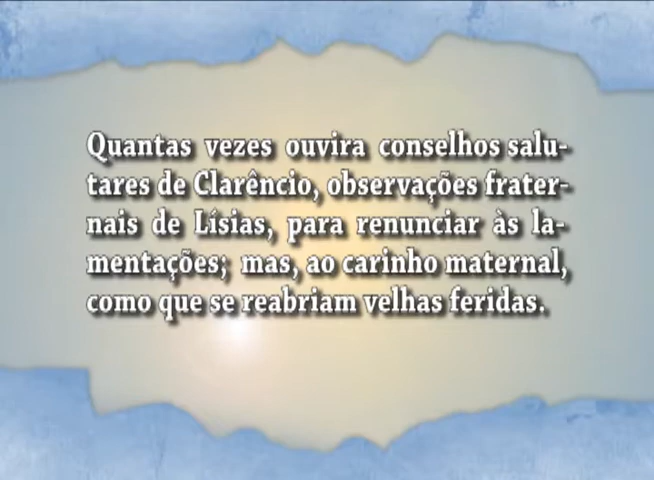 Quantas vezes ouvira conselhos salu-
tares de Clarêncio, observações frater-
nais de Lísias, para renunciar às la-
mentações; mas, ao carinho maternal,
como que se reabriam velhas feridas.